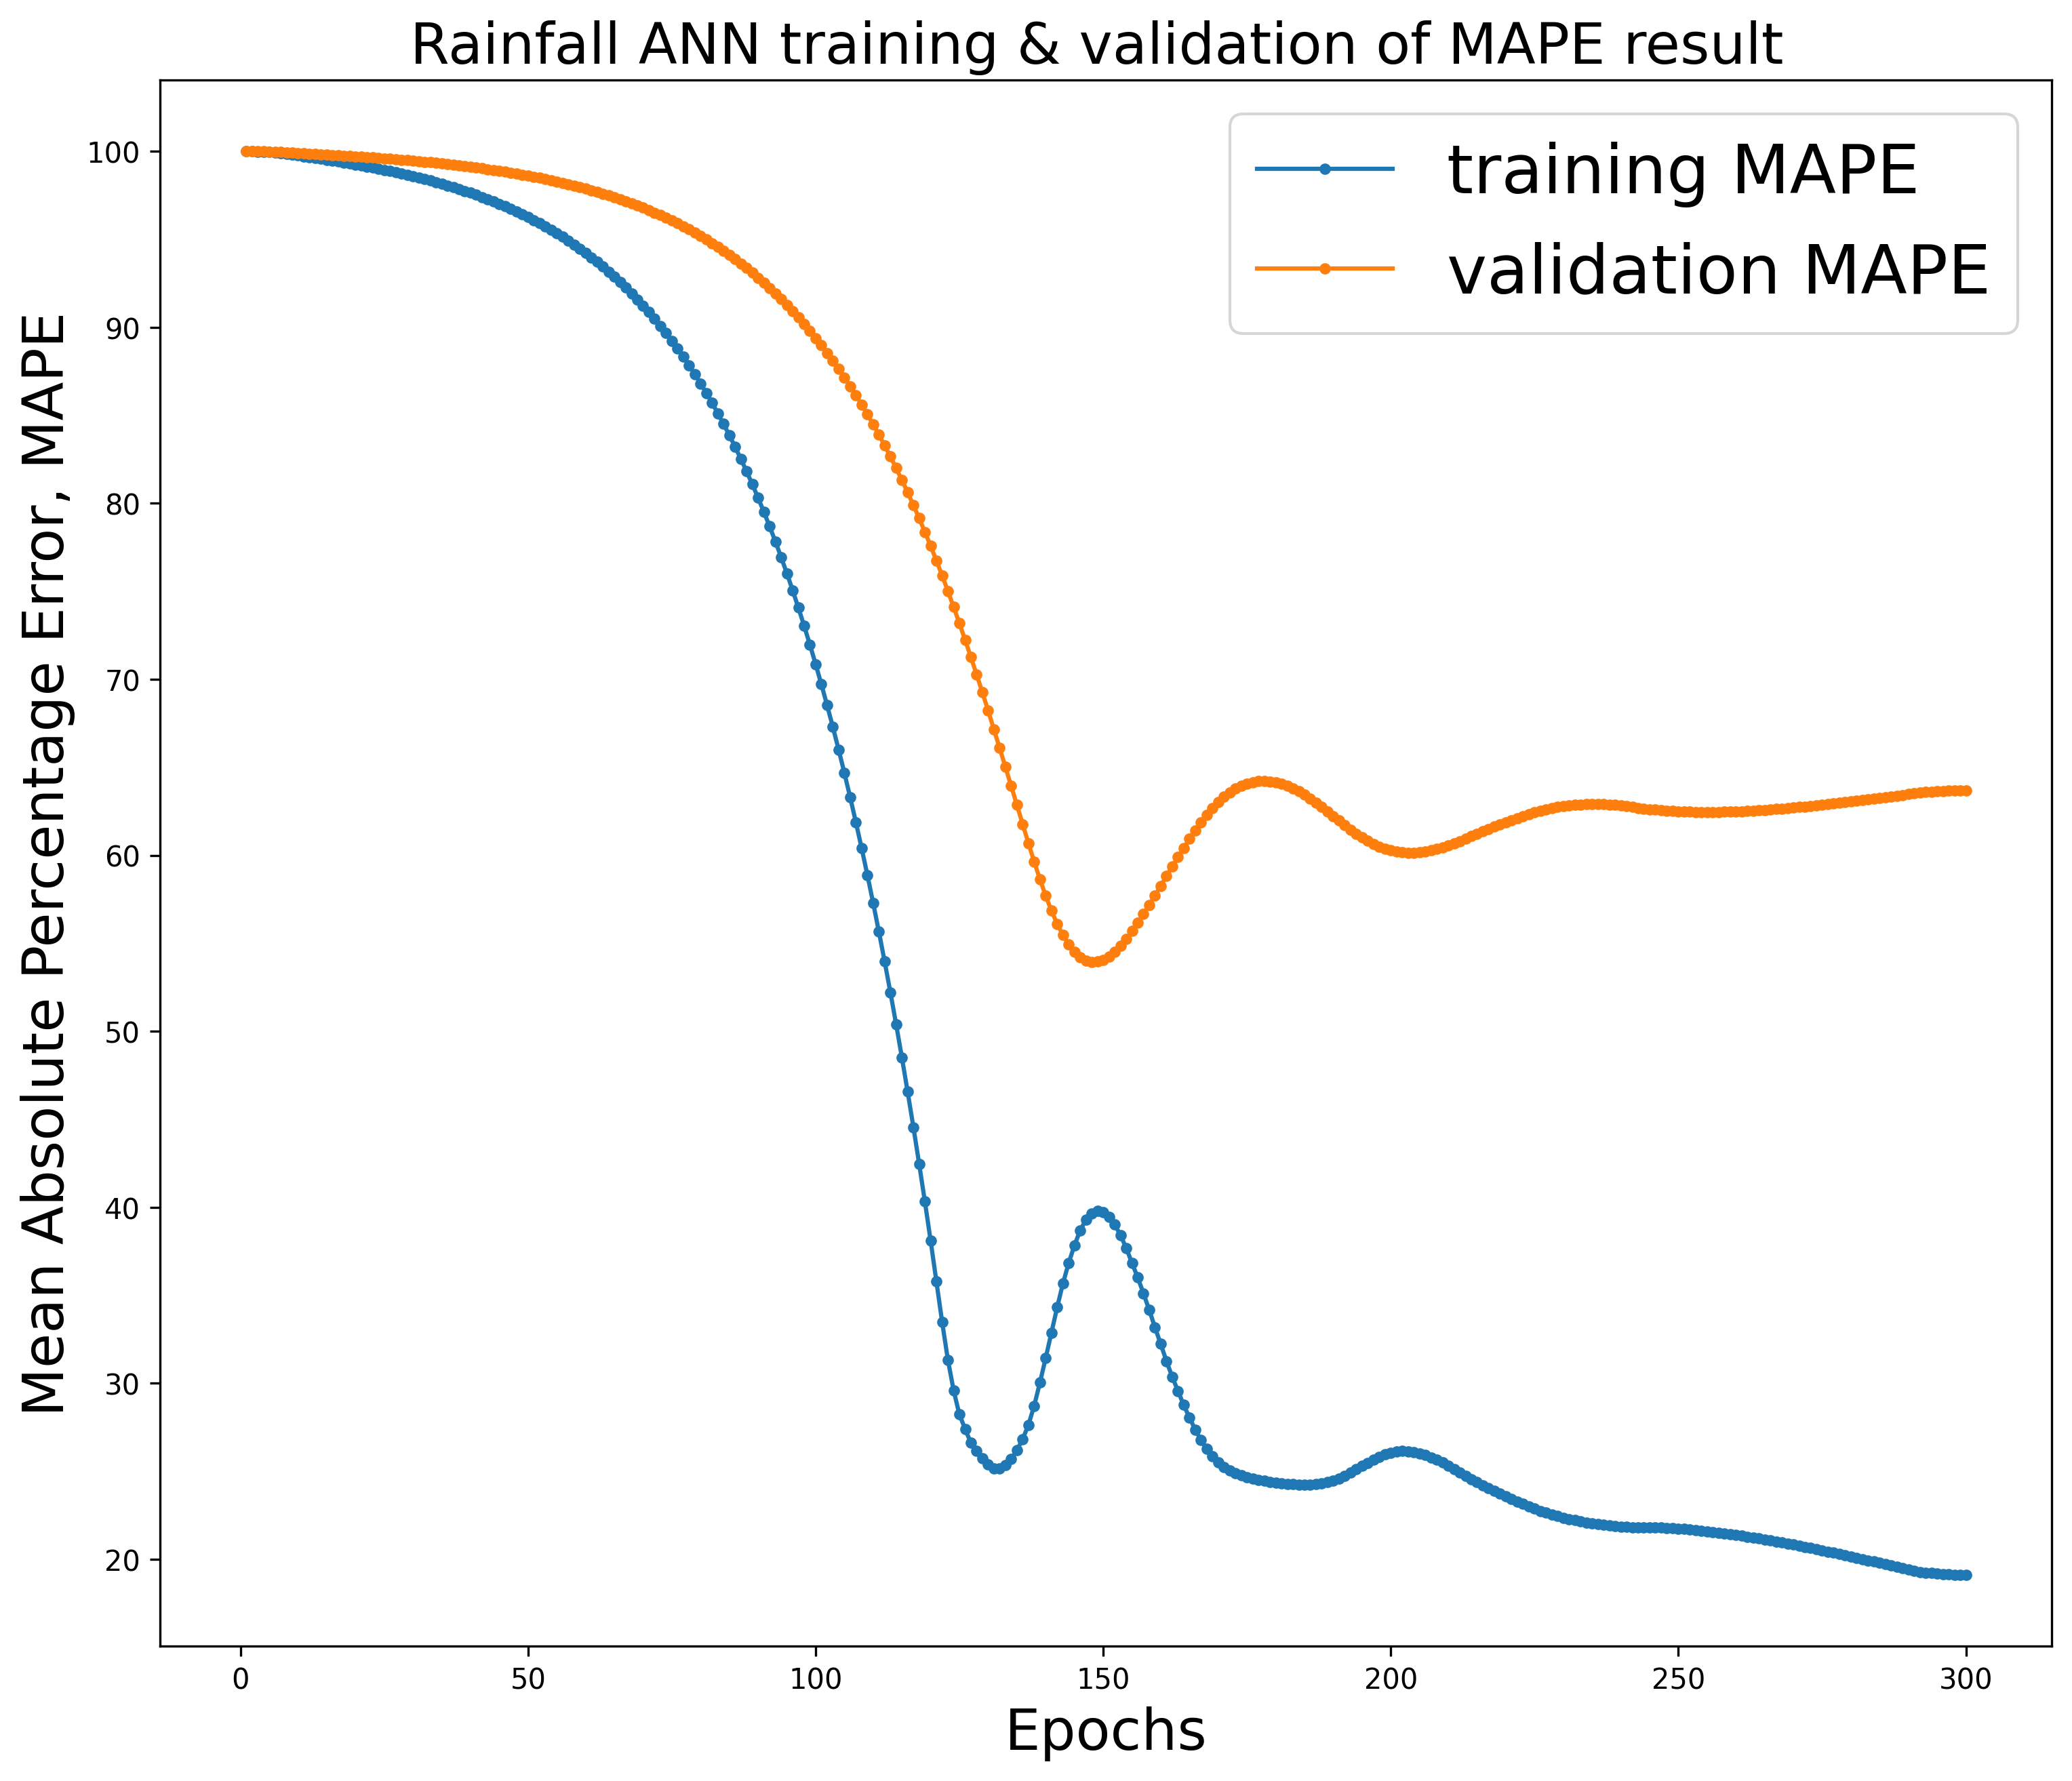 Rainfall ANN training & validation of MAPE result
training MAPE
validation MAPE
Mean Absolute Percentage Error, MAPE
100
90
80
70
60
50
40
30
20
0 50 100 150 200 250 300
Epochs